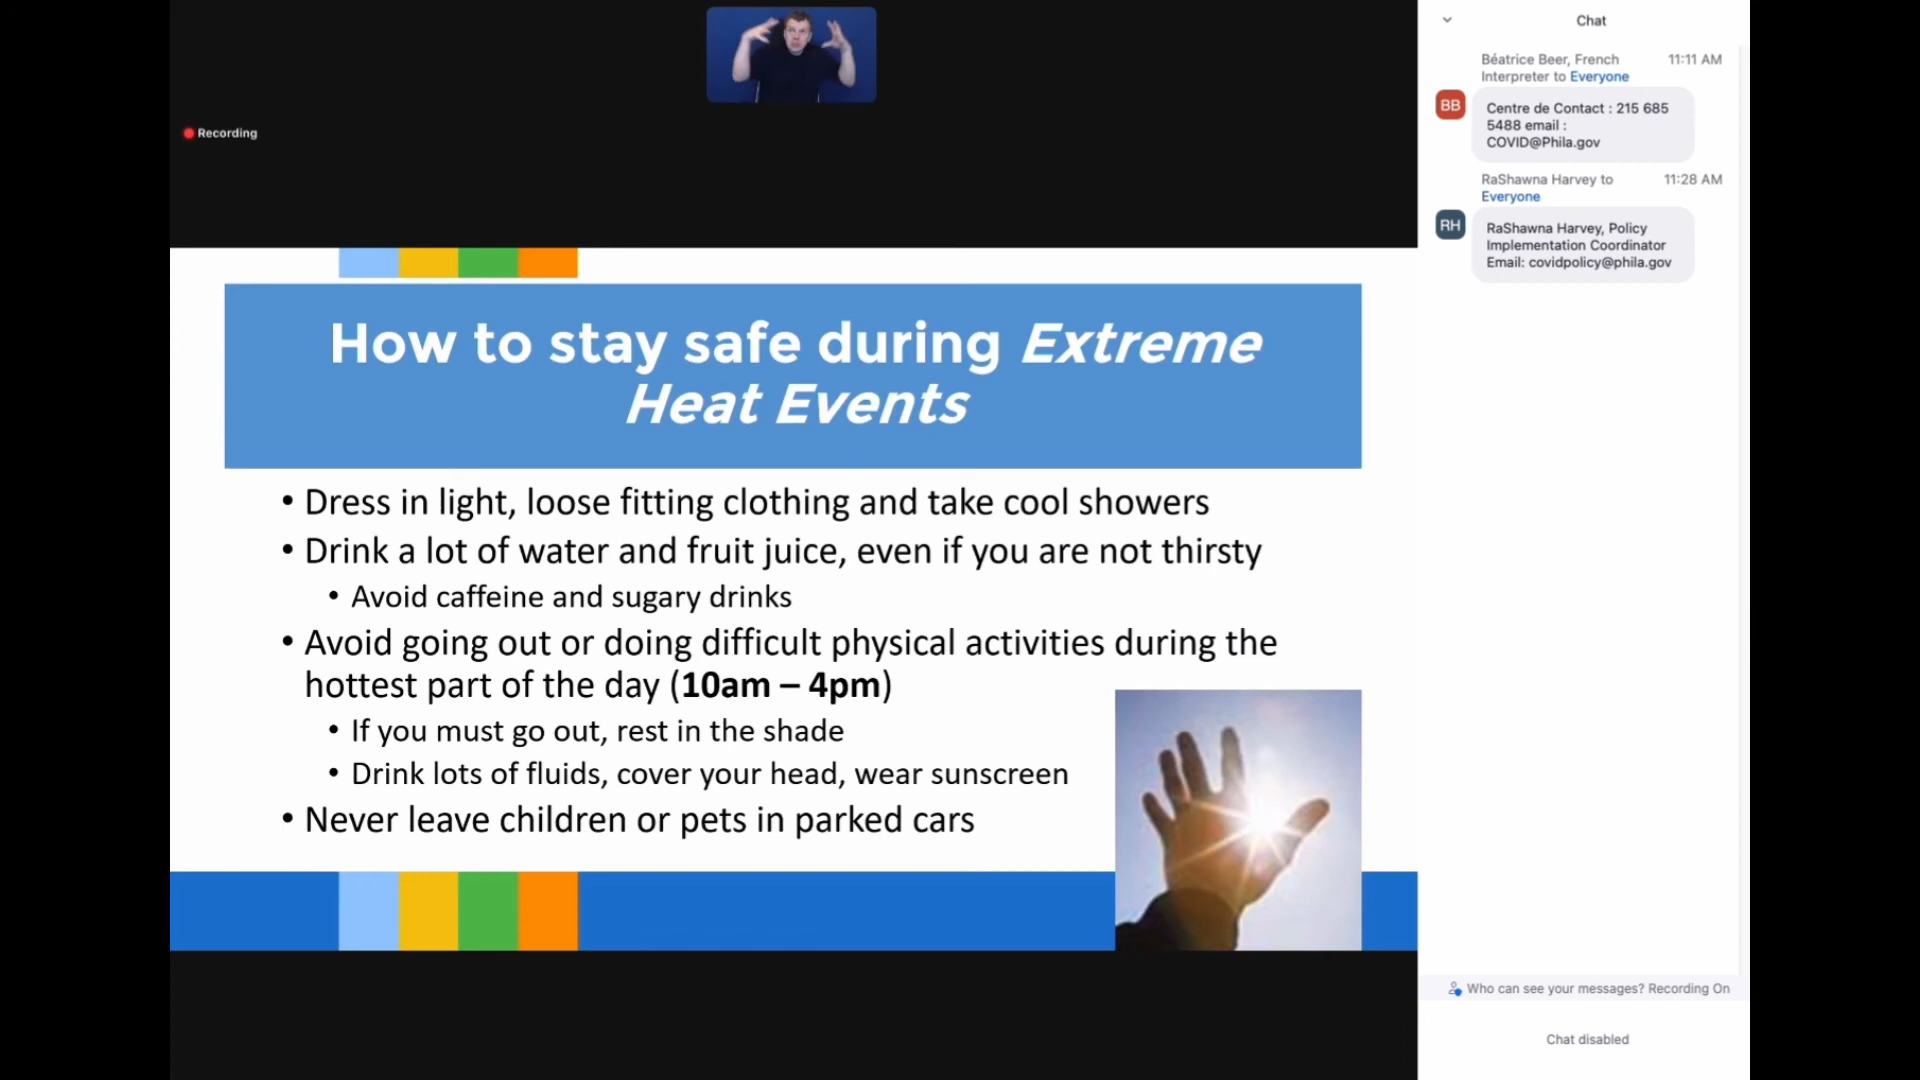 Recording
How to stay safe during Extreme
Heat Events
• Dress in light, loose fitting clothing and take cool showers
• Drink a lot of water and fruit juice, even if you are not thirsty
• Avoid caffeine and sugary drinks
• Avoid going out or doing difficult physical activities during the
hottest part of the day (10am – 4pm)
• If you must go out, rest in the shade
• Drink lots of fluids, cover your head, wear sunscreen
• Never leave children or pets in parked cars
Chat
Béatrice Beer, French 11:11 AM
Interpreter to Everyone
BB
Centre de Contact : 215 685
5488 email :
COVID@Phila.gov
RaShawna Harvey to 11:28 AM
Everyone
RH
RaShawna Harvey, Policy
Implementation Coordinator
Email: covidpolicy@phila.gov
Who can see your messages? Recording On
Chat disabled